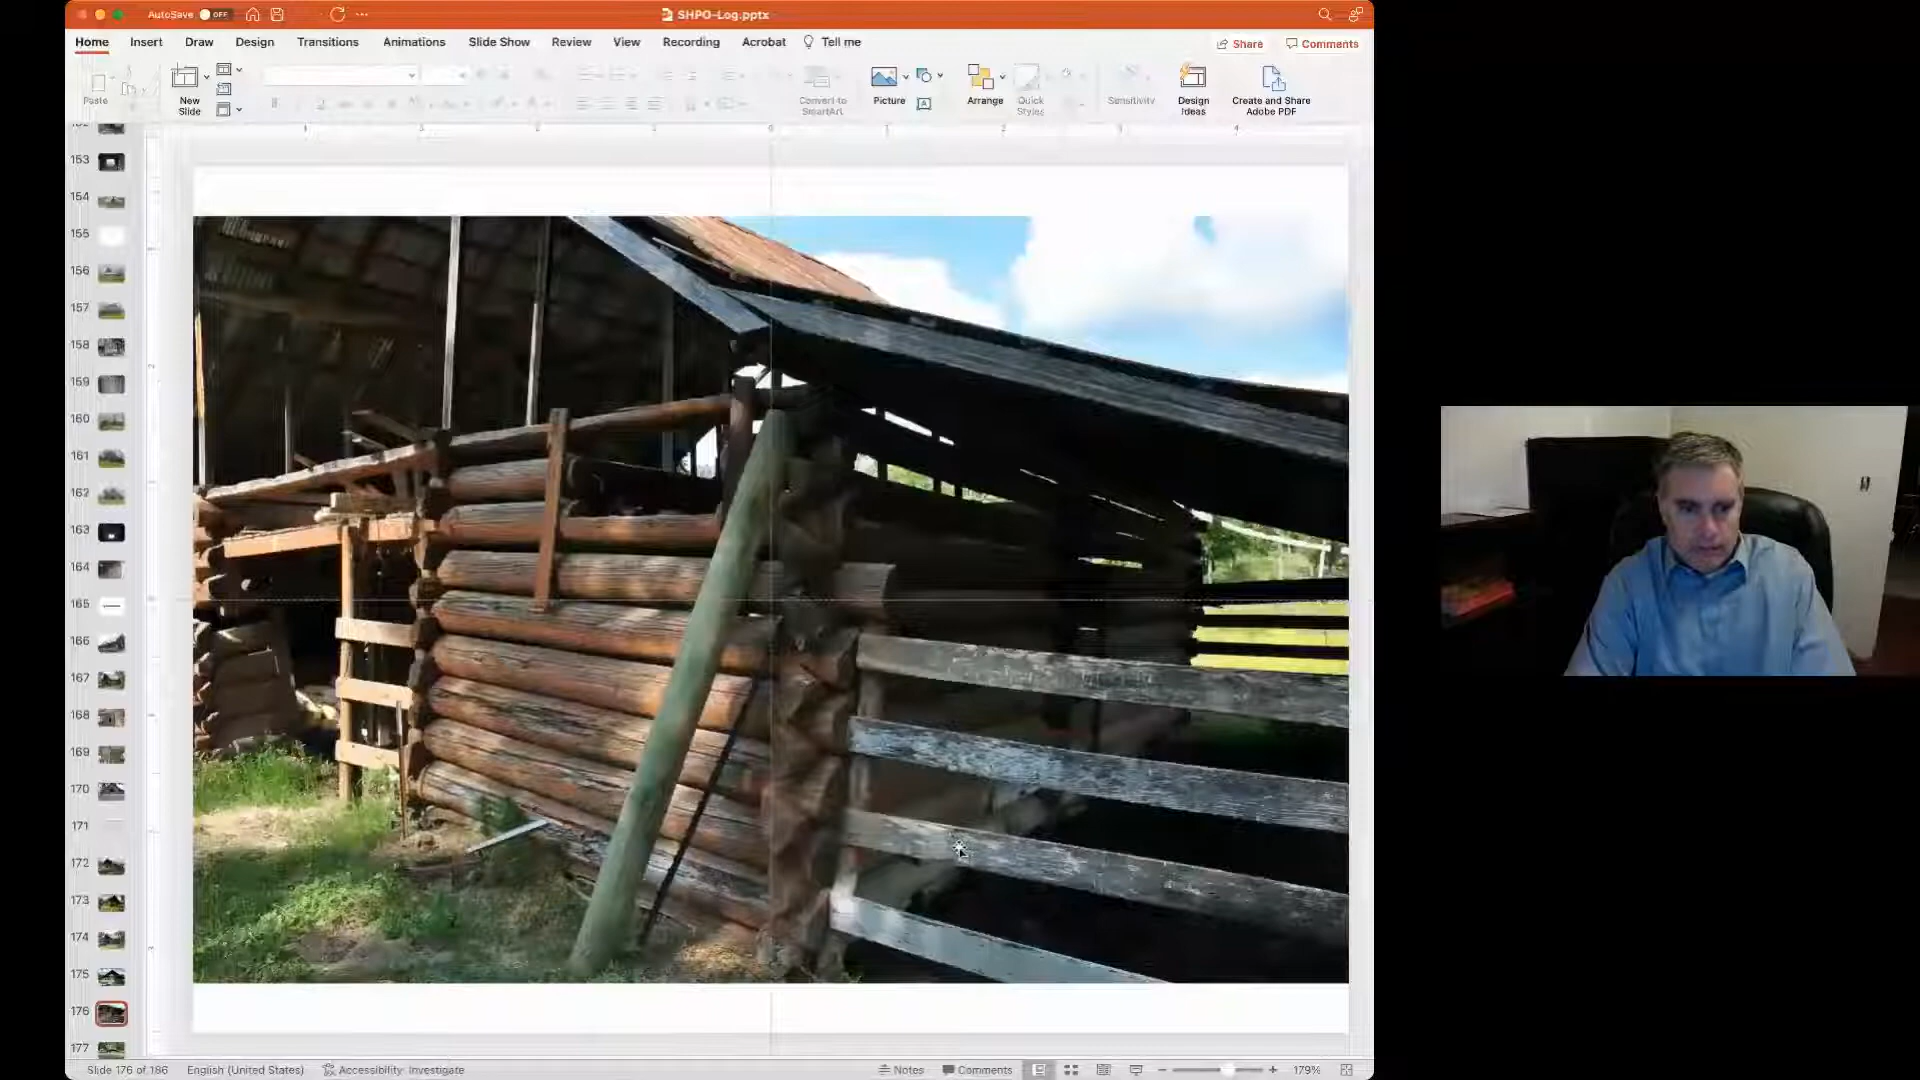 AutoSave OFF
SHPO-Log.pptx
Home Insert Draw Design Transitions Animations Slide Show Review View Recording Acrobat Tell me
Share Comments
Paste
New Slide
Convert to SmartArt
Picture
Arrange
Quick Styles
Sensitivity
Design Ideas
Create and Share Adobe PDF
153
154
155
156
157
158
159
160
161
162
163
164
165
166
167
168
169
170
171
172
173
174
175
176
177
Slide 176 of 186 English (United States) Accessibility: Investigate Notes Comments 179%